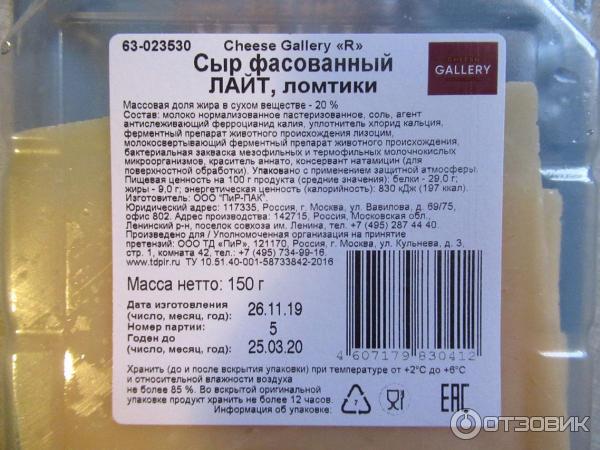 63-023530 Cheese Gallery «R»
Сыр фасованный
ЛАЙТ, ломтики
GALLERY
Массовая доля жира в сухом веществе - 20 %
Состав: молоко нормализованное пастеризованное, соль, агент
антислеживающий ферроцианид калия, уплотнитель хлорид кальция,
ферментный препарат животного происхождения лизоцим,
молокосвертывающий ферментный препарат животного происхождения,
бактериальная закваска мезофильных и термофильных молочнокислых
микроорганизмов, краситель аннато, консервант натамицин (для
поверхностной обработки). Упаковано с применением защитной атмосферы.
Пищевая ценность на 100 г продукта (средние значения): белки - 29,0 г;
жиры - 9,0 г; энергетическая ценность (калорийность): 830 кДж (197 ккал).
Изготовитель: ООО "ПиР-ПАК".
Юридический адрес: 117335, Россия, г. Москва, ул. Вавилова, д. 69/75,
офис 802. Адрес производства: 142715, Россия, Московская обл.,
Ленинский р-н, поселок совхоза им. Ленина, тел. +7 (495) 287 44 40.
Произведено для / Уполномоченная организация на принятие
претензий: ООО ТД «ПиР», 121170, Россия, г. Москва, ул. Кульнева, д. 3,
стр. 1, комната 42, тел.: +7 (495) 734-99-16.
www.tdpir.ru ТУ 10.51.40-001-58733842-2016
Масса нетто: 150 г
Дата изготовления
(число, месяц, год): 26.11.19
Номер партии 5
Годен до
(число, месяц, год): 25.03.20
4 607179 830412
Хранить (до и после вскрытия упаковки) при температуре от +2°С до +6°С
и относительной влажности воздуха
не более 85 %. Во вскрытой оригинальной
упаковке продукт хранить не более 12 часов.
Информация об упаковке:
7
EAC
ОТЗОВИК